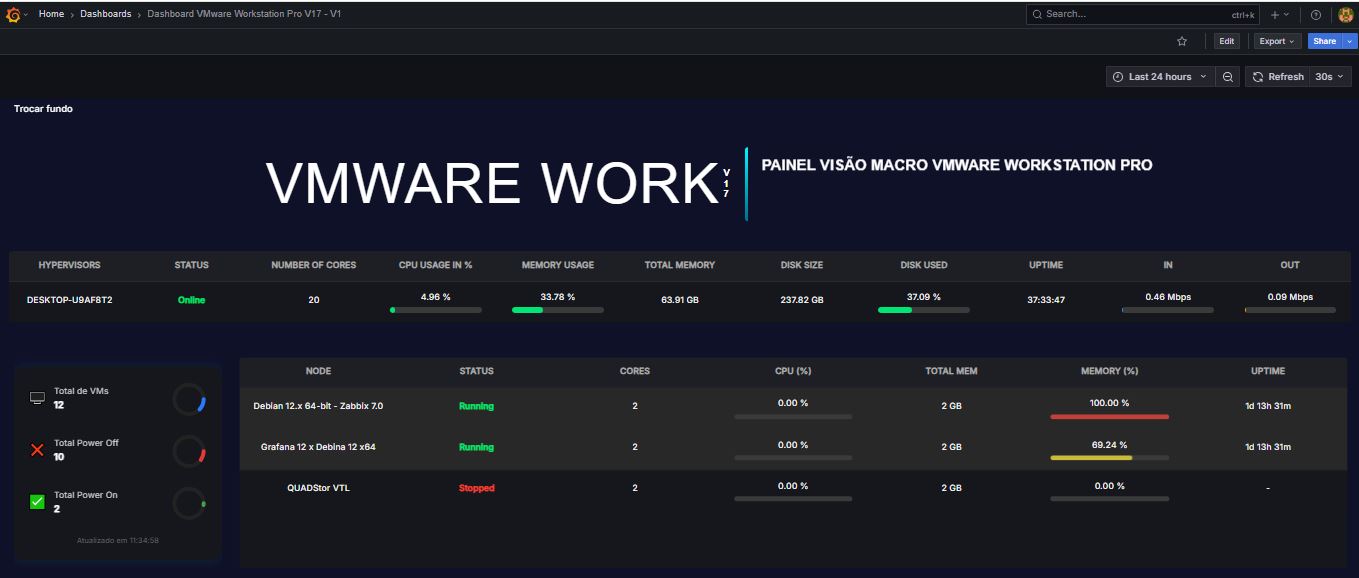 Home › Dashboards › Dashboard VMware Workstation Pro V17 - V1
Search... ctrl+k
Edit Export Share
Last 24 hours Refresh 30s
Trocar fundo
VMWARE WORK V17
PAINEL VISÃO MACRO VMWARE WORKSTATION PRO
HYPERVISORS STATUS NUMBER OF CORES CPU USAGE IN % MEMORY USAGE TOTAL MEMORY DISK SIZE DISK USED UPTIME IN OUT
DESKTOP-U9AF8T2 Online 20 4.96 % 33.78 % 63.91 GB 237.82 GB 37.09 % 37:33:47 0.46 Mbps 0.09 Mbps
Total de VMs
12
Total Power Off
10
Total Power On
2
Atualizado em 11:34:58
NODE STATUS CORES CPU (%) TOTAL MEM MEMORY (%) UPTIME
Debian 12.x 64-bit - Zabbix 7.0 Running 2 0.00 % 2 GB 100.00 % 1d 13h 31m
Grafana 12 x Debina 12 x64 Running 2 0.00 % 2 GB 69.24 % 1d 13h 31m
QUADStor VTL Stopped 2 0.00 % 2 GB 0.00 % -